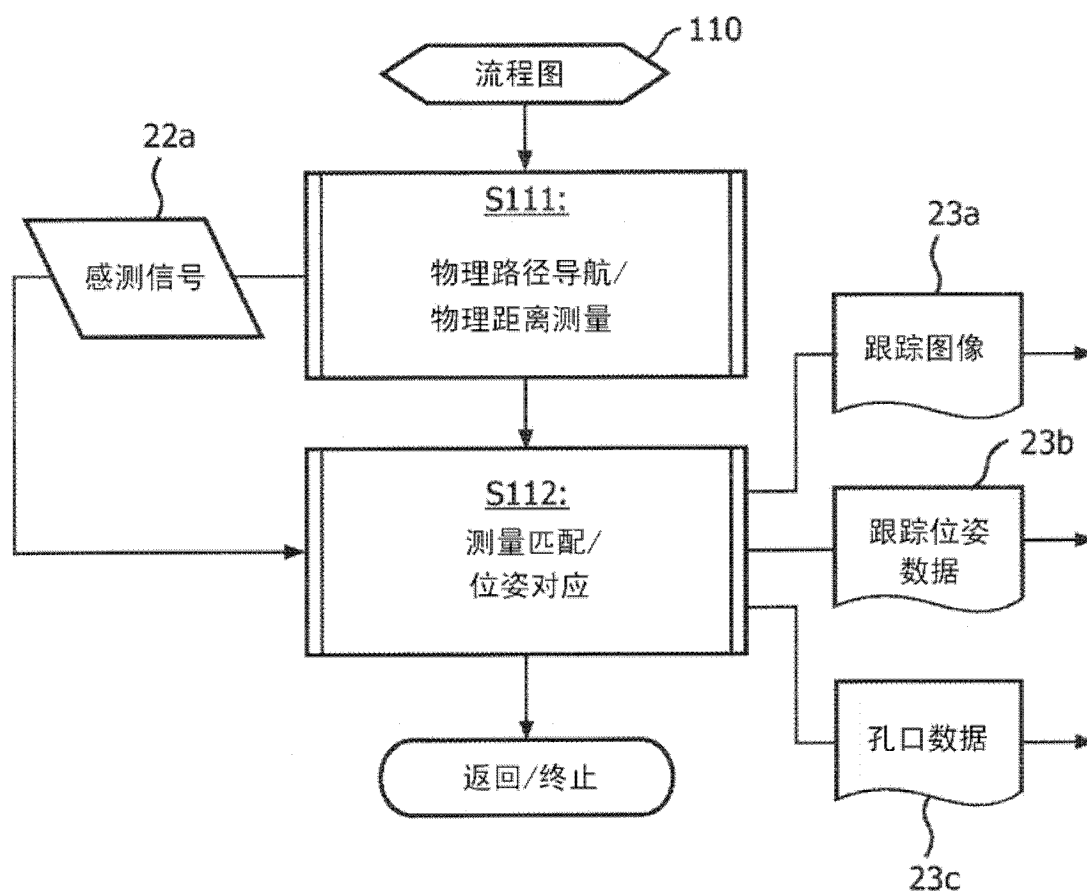 110
流程图
22a
S111:
23a
感测信号
物理路径导航/
物理距离测量
跟踪图像
23b
S112:
测量匹配/
位姿对应
跟踪位姿
数据
孔口数据
返回/终止
23c